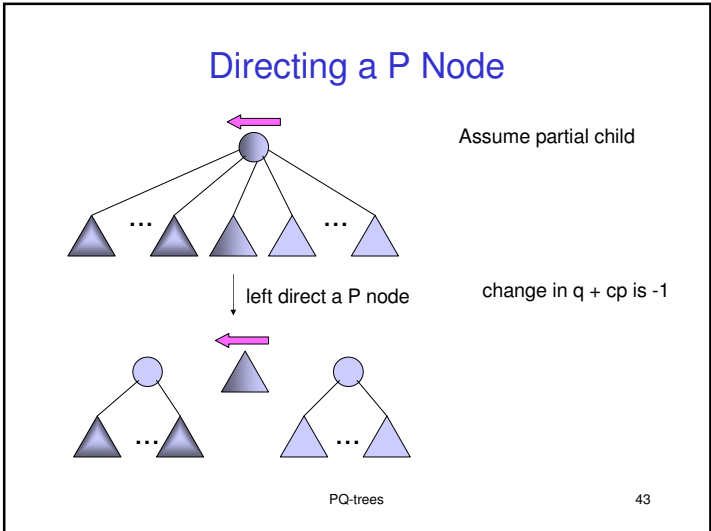 Directing a P Node
Assume partial child
... ...
left direct a P node
change in q + cp is -1
... ...
PQ-trees
43